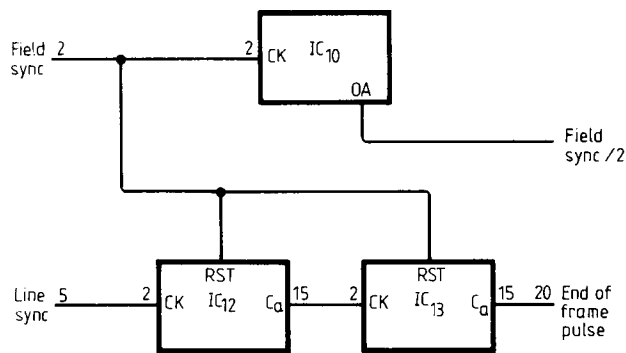 Field sync 2
2 CK IC10
OA
Field sync/2
RST RST
Line sync 5
2 CK IC12 Ca 15
2 CK IC13 Ca 15
20 End of frame pulse